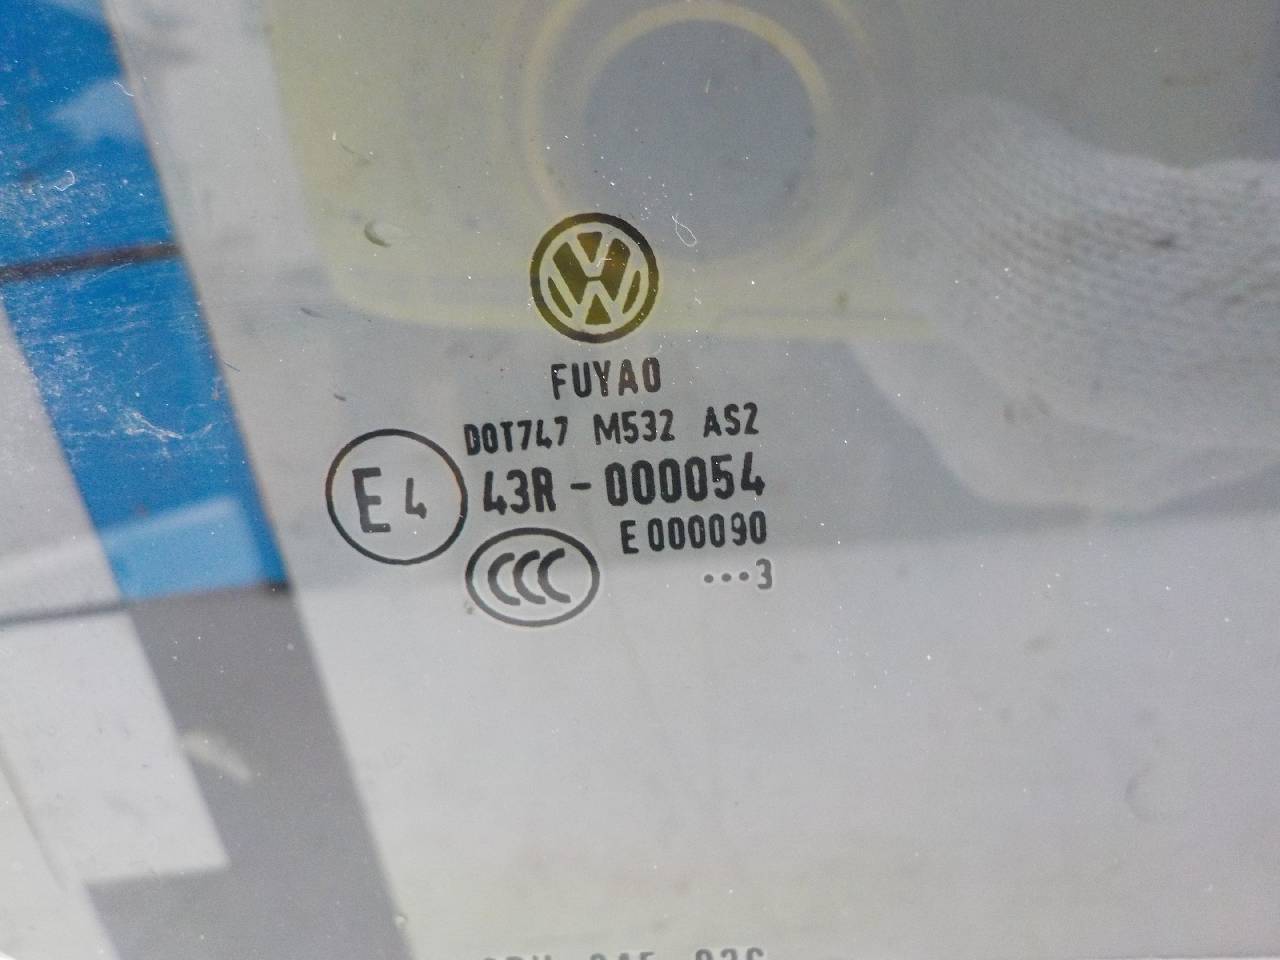 FUYAO
DOT747 M532 AS2
E4 43R-000054
E000090
CCC
...3